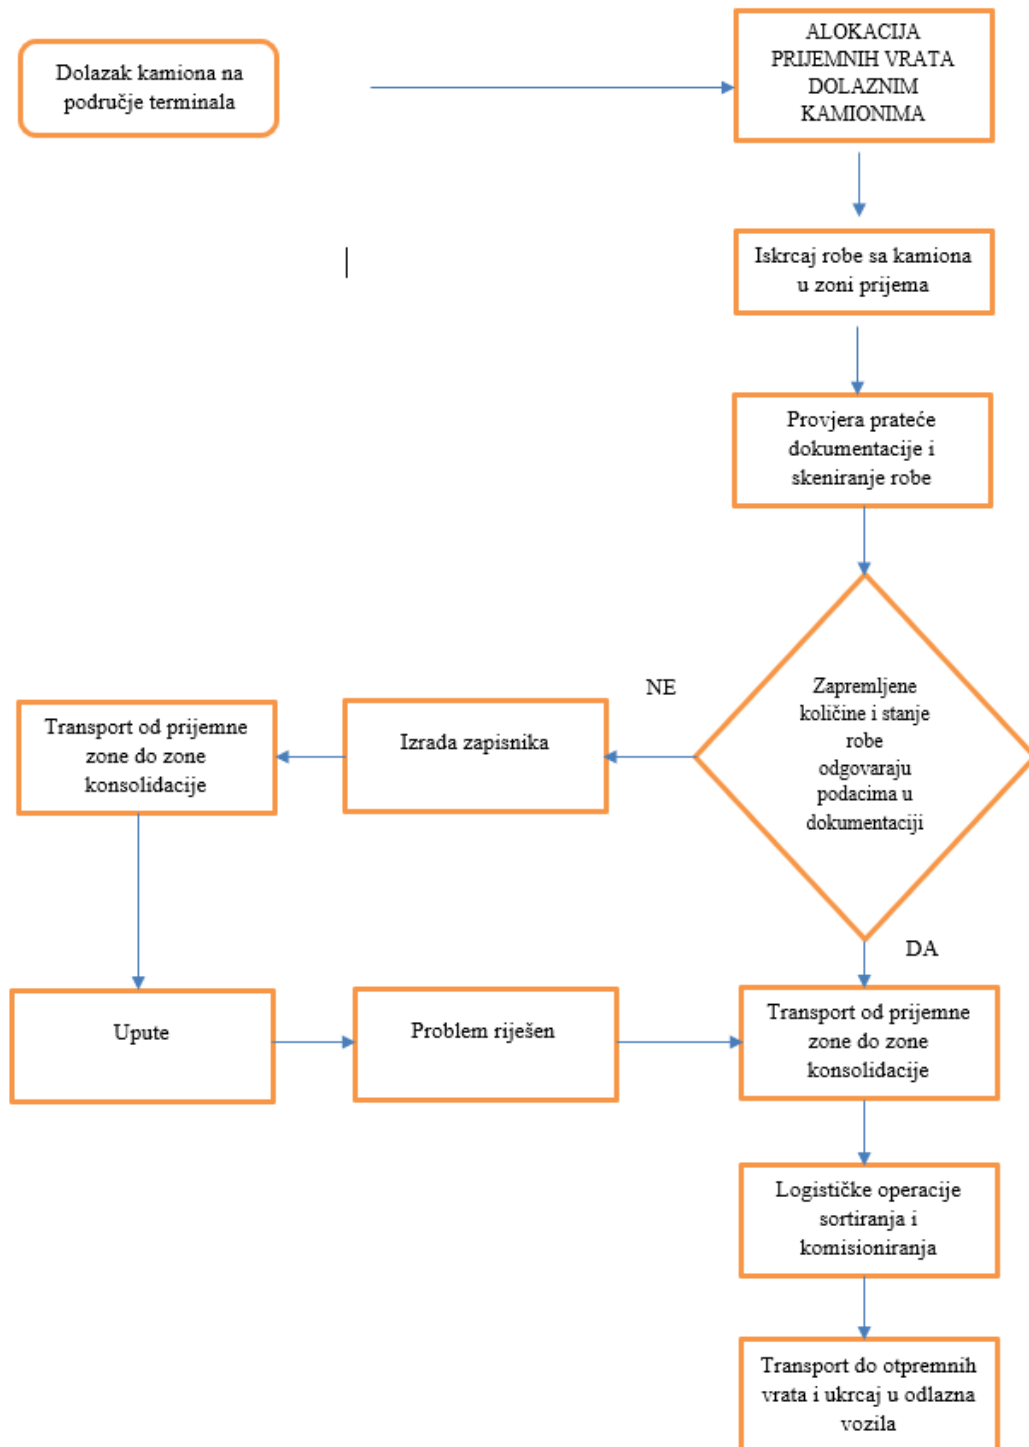 Dolazak kamiona na
područje terminala
ALOKACIJA
PRIJEMNIH VRATA
DOLAZNIM
KAMIONIMA
Iskrcaj robe sa kamiona
u zoni prijema
Provjera prateće
dokumentacije i
skeniranje robe
Zapremljene
količine i stanje
robe
odgovaraju
podacima u
dokumentaciji
NE
Izrada zapisnika
Transport od prijemne
zone do zone
konsolidacije
Upute
Problem riješen
DA
Transport od prijemne
zone do zone
konsolidacije
Logističke operacije
sortiranja i
komisioniranja
Transport do otpremnih
vrata i ukrcaj u odlazna
vozila